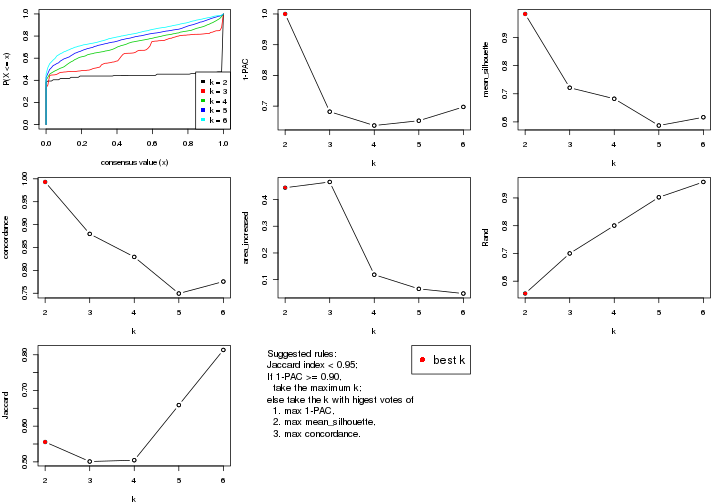 P(X <= x)
0.0 0.2 0.4 0.6 0.8 1.0
k = 2
k = 3
k = 4
k = 5
k = 6
0.0 0.2 0.4 0.6 0.8 1.0
consensus value (x)
1-PAC
0.7 0.8 0.9 1.0
2 3 4 5 6
k
mean_silhouette
0.6 0.7 0.8 0.9
2 3 4 5 6
k
concordance
0.75 0.80 0.85 0.90 0.95 1.00
2 3 4 5 6
k
area_increased
0.1 0.2 0.3 0.4
2 3 4 5 6
k
Rand
0.6 0.7 0.8 0.9
2 3 4 5 6
k
Jaccard
0.50 0.60 0.70 0.80
2 3 4 5 6
k
Suggested rules:
Jaccard index < 0.95;
If 1-PAC >= 0.90,
take the maximum k;
else take the k with higest votes of
1. max 1-PAC,
2. max mean_silhouette,
3. max concordance.
best k